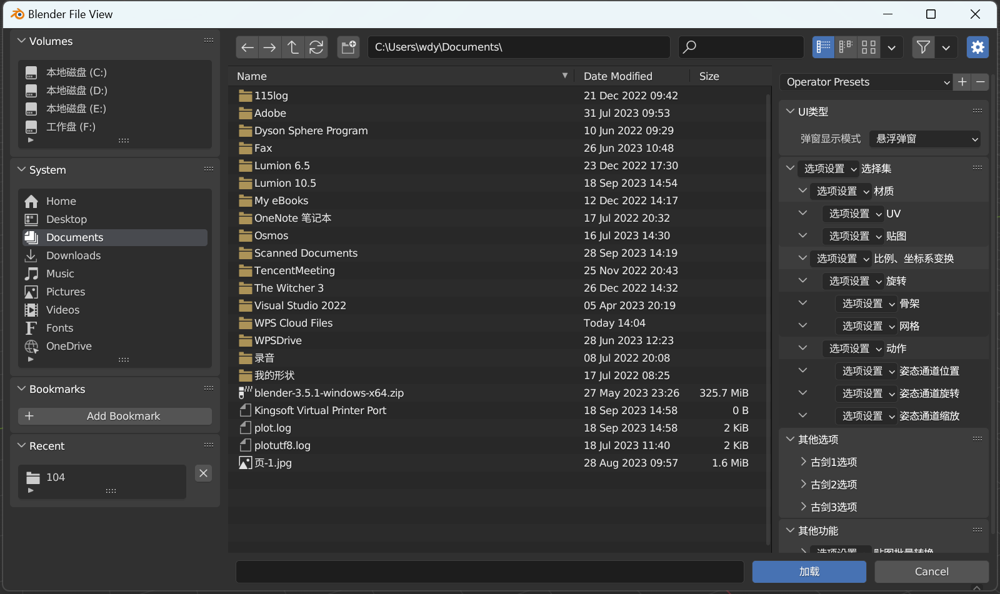 Blender File View
Volumes
本地磁盘 (C:)
本地磁盘 (D:)
本地磁盘 (E:)
工作盘 (F:)
System
Home
Desktop
Documents
Downloads
Music
Pictures
Videos
Fonts
OneDrive
Bookmarks
Add Bookmark
Recent
104
C:\Users\wdy\Documents\
Name Date Modified Size
115log 21 Dec 2022 09:42
Adobe 31 Jul 2023 09:53
Dyson Sphere Program 10 Jun 2022 09:29
Fax 26 Jun 2023 10:48
Lumion 6.5 23 Dec 2022 17:30
Lumion 10.5 18 Sep 2023 14:54
My eBooks 12 Dec 2022 14:17
OneNote 笔记本 17 Jul 2022 20:32
Osmos 16 Jul 2023 14:30
Scanned Documents 28 Sep 2023 14:19
TencentMeeting 25 Nov 2022 20:43
The Witcher 3 26 Dec 2022 14:32
Visual Studio 2022 05 Apr 2023 20:19
WPS Cloud Files Today 14:04
WPSDrive 28 Jun 2023 12:23
录音 08 Jul 2022 20:08
我的形状 17 Jul 2022 08:25
blender-3.5.1-windows-x64.zip 27 May 2023 23:26 325.7 MiB
Kingsoft Virtual Printer Port 18 Sep 2023 14:58 0 B
plot.log 18 Sep 2023 14:58 2 KiB
plotutf8.log 18 Jul 2023 11:40 2 KiB
页-1.jpg 28 Aug 2023 09:57 1.6 MiB
Operator Presets
UI类型
弹窗显示模式 悬浮弹窗
选项设置 选择集
选项设置 材质
选项设置 UV
选项设置 贴图
选项设置 比例、坐标系变换
选项设置 旋转
选项设置 骨架
选项设置 网格
选项设置 动作
选项设置 姿态通道位置
选项设置 姿态通道旋转
选项设置 姿态通道缩放
其他选项
古剑1选项
古剑2选项
古剑3选项
其他功能
选项设置 贴图批量转换
加载 Cancel